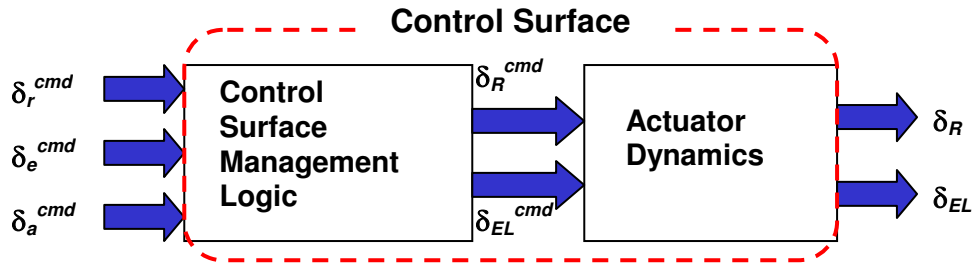 Control Surface
δr^cmd
δe^cmd
δa^cmd
Control
Surface
Management
Logic
δR^cmd
δEL^cmd
Actuator
Dynamics
δR
δEL